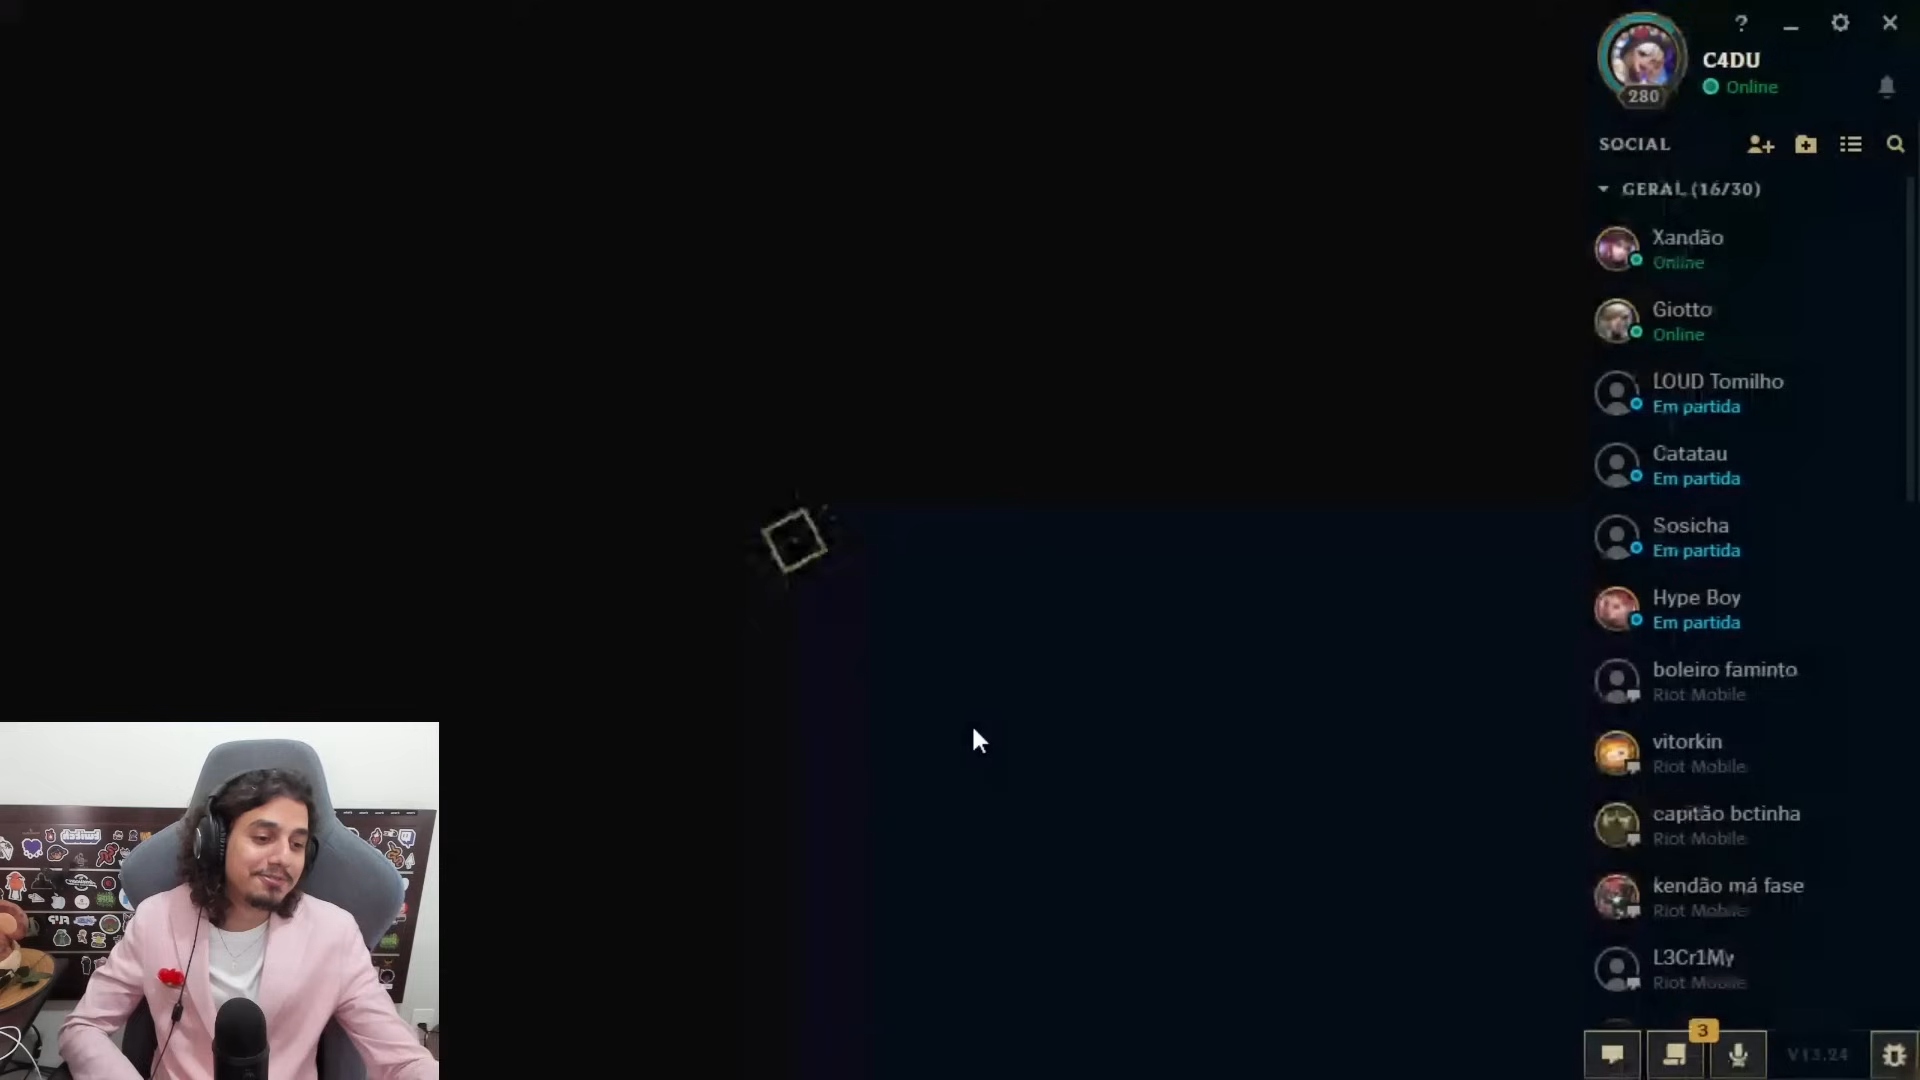 C4DU
Online
280
SOCIAL
GERAL (16/30)
Xandão
Online
Giotto
Online
LOUD Tomilho
Em partida
Catatau
Em partida
Sosicha
Em partida
Hype Boy
Em partida
boleiro faminto
Riot Mobile
vitorkin
Riot Mobile
capitão bctinha
Riot Mobile
kendão má fase
Riot Mobile
L3Cr1My
Riot Mobile
3
V13.24